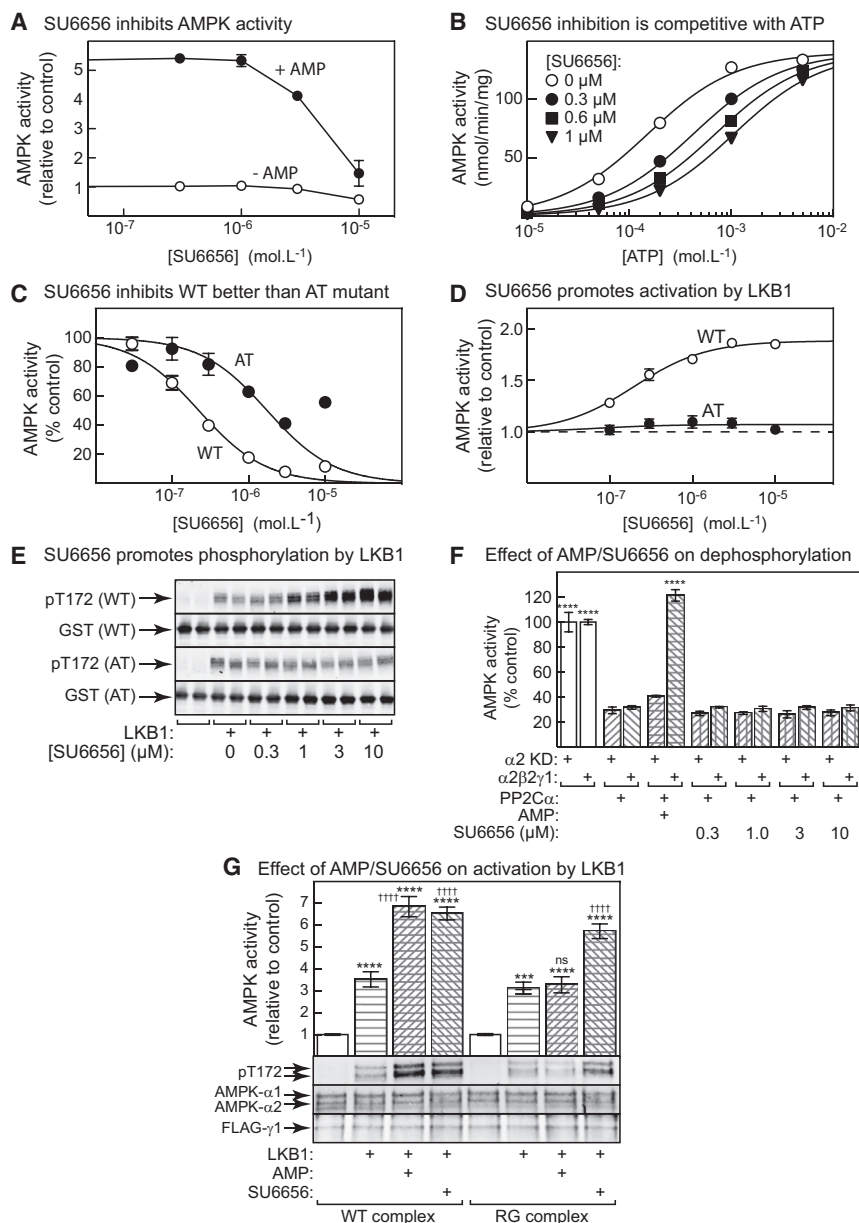 A SU6656 inhibits AMPK activity
AMPK activity
(relative to control)
5
4
3
2
1
+ AMP
- AMP
10-7
10-6
10-5
[SU6656] (mol.L-1)
B SU6656 inhibition is competitive with ATP
AMPK activity
(nmol/min/mg)
100
50
[SU6656]:
0 µM
0.3 µM
0.6 µM
1 µM
10-5
10-4
10-3
10-2
[ATP] (mol.L-1)
C SU6656 inhibits WT better than AT mutant
AMPK activity
(% control)
100
80
60
40
20
AT
WT
10-7
10-6
10-5
[SU6656] (mol.L-1)
D SU6656 promotes activation by LKB1
AMPK activity
(relative to control)
2.0
1.5
1.0
WT
AT
10-7
10-6
10-5
[SU6656] (mol.L-1)
E SU6656 promotes phosphorylation by LKB1
pT172 (WT)
GST (WT)
pT172 (AT)
GST (AT)
LKB1: + + + + +
[SU6656] (µM): 0 0.3 1 3 10
F Effect of AMP/SU6656 on dephosphorylation
AMPK activity
(% control)
120
100
80
60
40
20
**** **** ****
α2 KD: + + + + + + +
α2β2γ1: + + + + + + +
PP2Cα: + + + + + +
AMP: +
SU6656 (µM): 0.3 1.0 3 10
G Effect of AMP/SU6656 on activation by LKB1
AMPK activity
(relative to control)
7
6
5
4
3
2
1
****
†††† ****
††††
****
***
ns
****
††††
****
pT172
AMPK-α1
AMPK-α2
FLAG-γ1
LKB1: + + + + + +
AMP: + +
SU6656: + +
WT complex RG complex